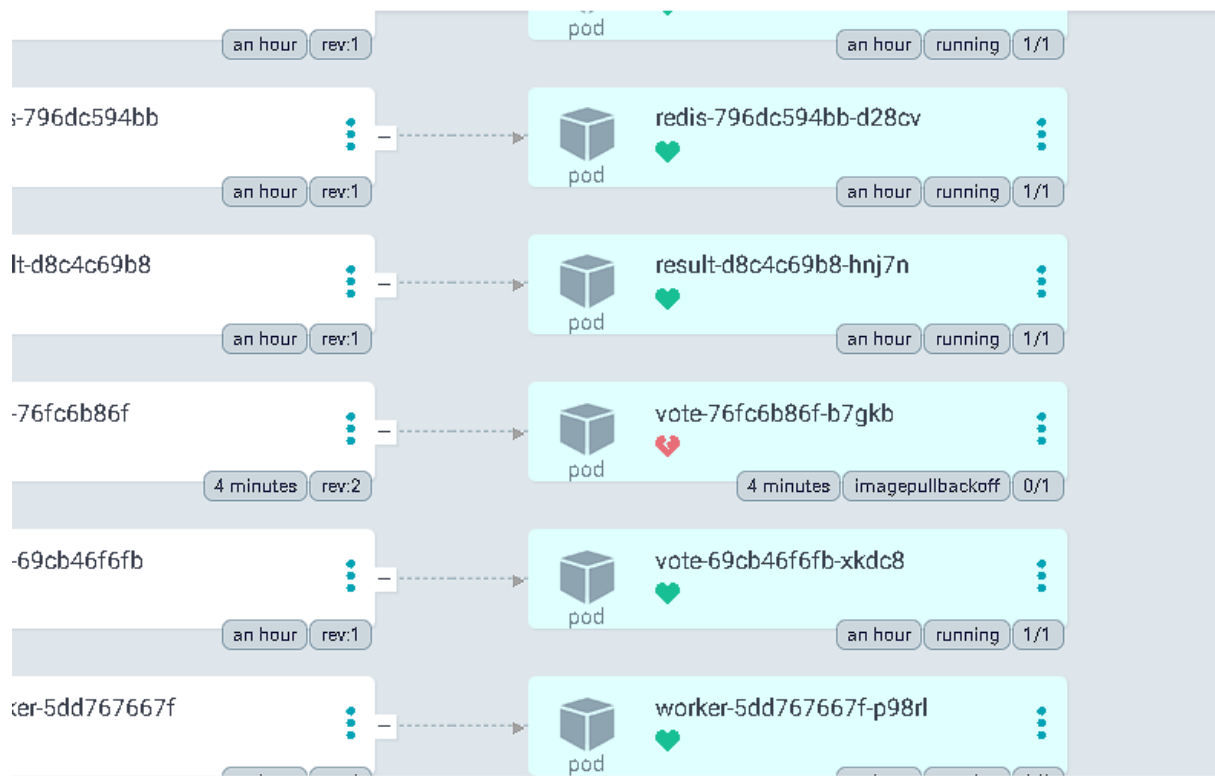 pod
an hour rev:1 an hour running 1/1
s-796dc594bb redis-796dc594bb-d28cv
pod
an hour rev:1 an hour running 1/1
lt-d8c4c69b8 result-d8c4c69b8-hnj7n
pod
an hour rev:1 an hour running 1/1
-76fc6b86f vote-76fc6b86f-b7gkb
pod
4 minutes rev:2 4 minutes imagepullbackoff 0/1
-69cb46f6fb vote-69cb46f6fb-xkdc8
pod
an hour rev:1 an hour running 1/1
ker-5dd767667f worker-5dd767667f-p98rl
pod